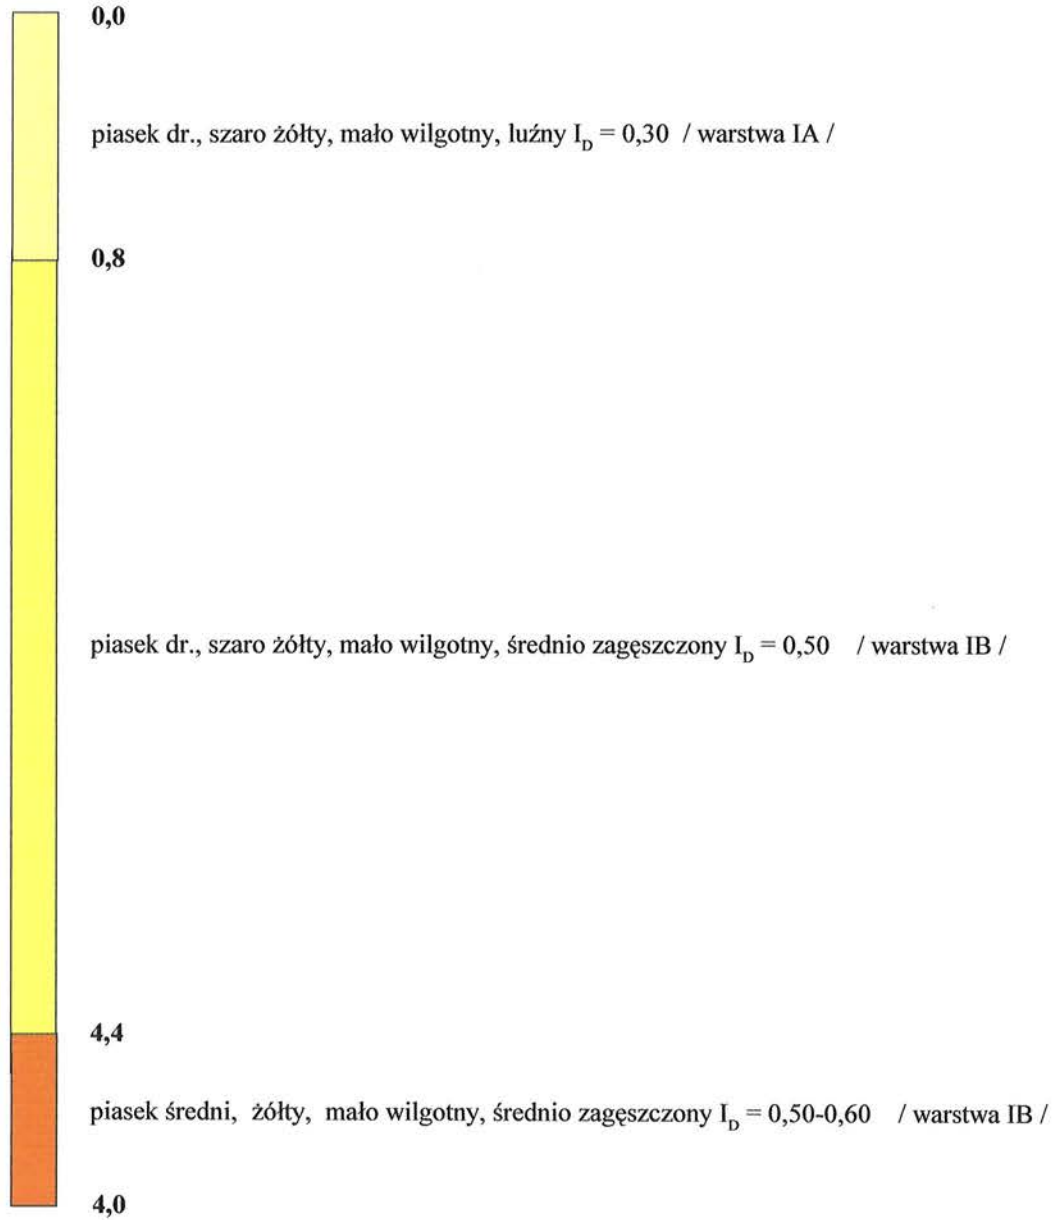 0,0
piasek dr., szaro żółty, mało wilgotny, luźny I_D = 0,30 / warstwa IA /
0,8
piasek dr., szaro żółty, mało wilgotny, średnio zagęszczony I_D = 0,50 / warstwa IB /
4,4
piasek średni, żółty, mało wilgotny, średnio zagęszczony I_D = 0,50-0,60 / warstwa IB /
4,0